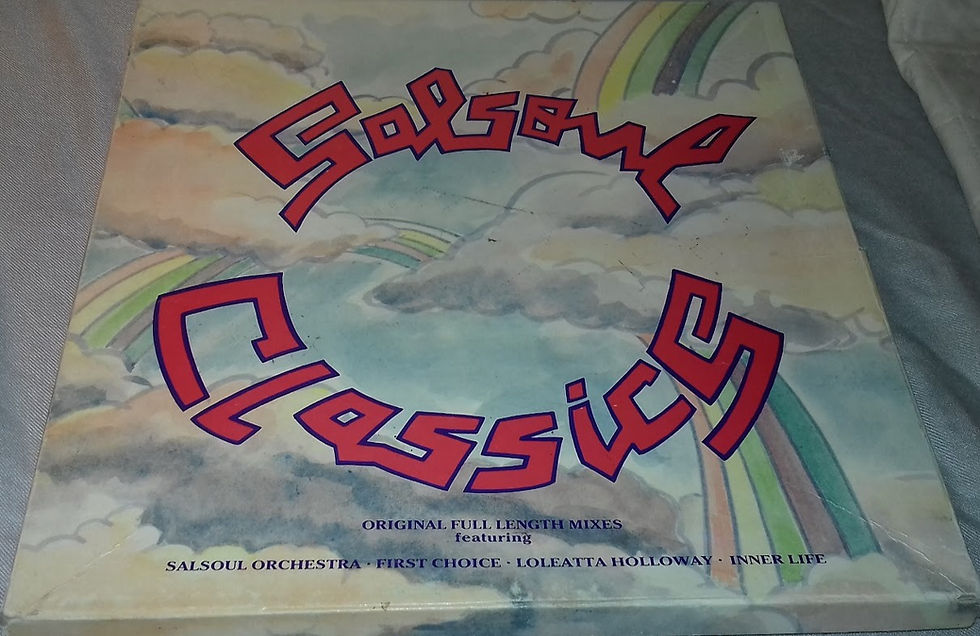 Salsoul
Classics
ORIGINAL FULL LENGTH MIXES
featuring
SALSOUL ORCHESTRA · FIRST CHOICE · LOLEATTA HOLLOWAY · INNER LIFE